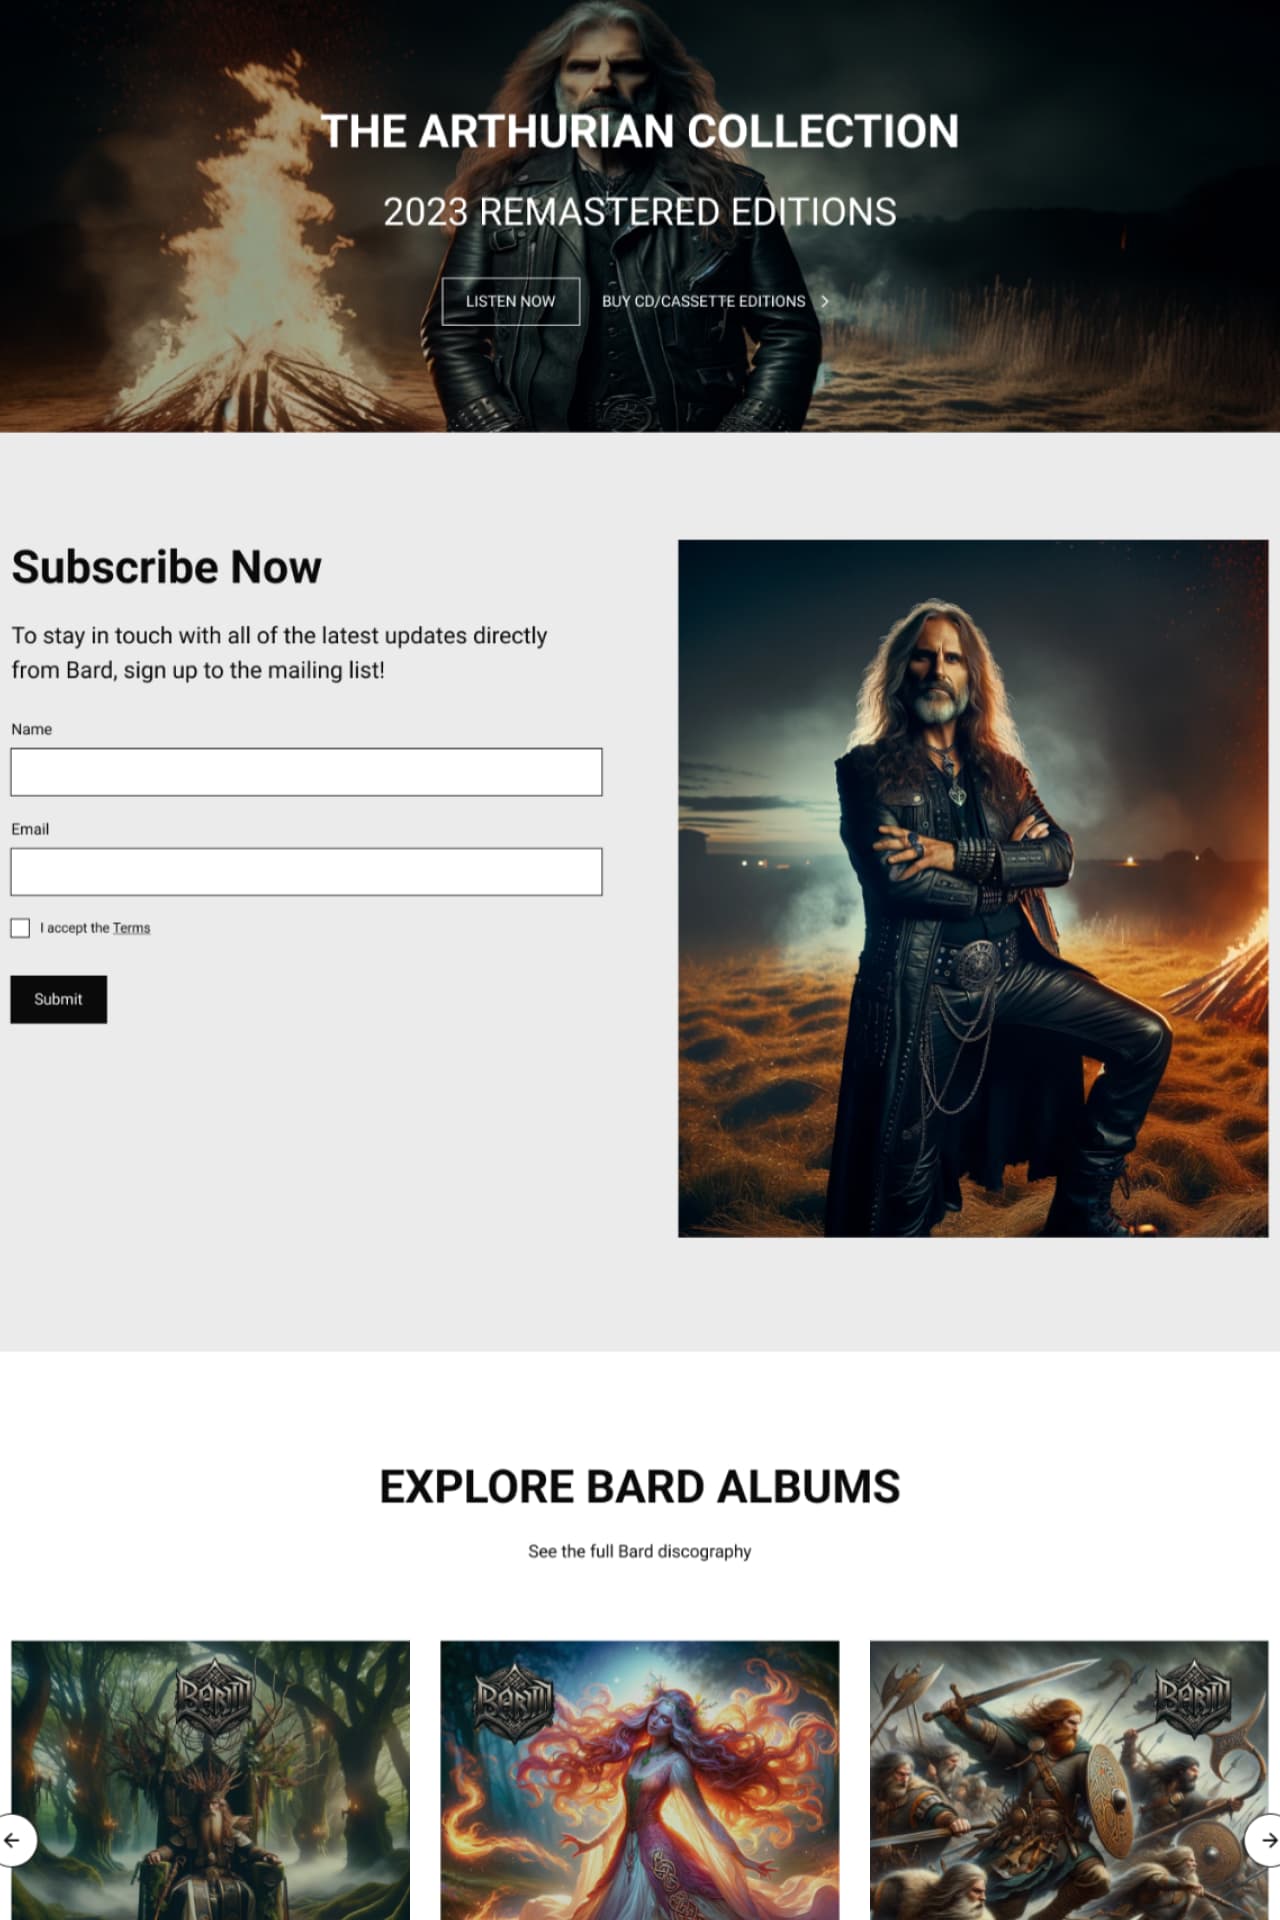 THE ARTHURIAN COLLECTION
2023 REMASTERED EDITIONS
LISTEN NOW
BUY CD/CASSETTE EDITIONS
Subscribe Now
To stay in touch with all of the latest updates directly
from Bard, sign up to the mailing list!
Name
Email
I accept the Terms
Submit
EXPLORE BARD ALBUMS
See the full Bard discography
BARD
BARD
BARD